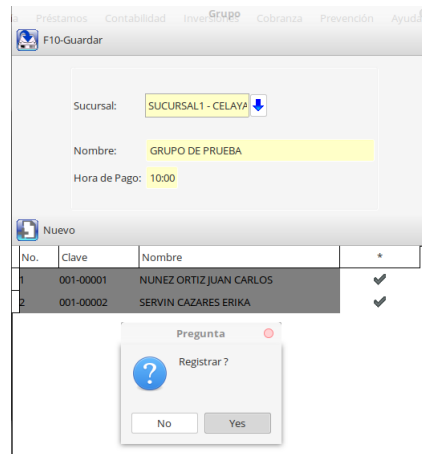 Préstamos Contabilidad Inversiones Cobranza Prevención Ayuda
Grupo
F10-Guardar
Sucursal: SUCURSAL1 - CELAYA
Nombre: GRUPO DE PRUEBA
Hora de Pago: 10:00
Nuevo
No. Clave Nombre *
1 001-00001 NUNEZ ORTIZ JUAN CARLOS
2 001-00002 SERVIN CAZARES ERIKA
Pregunta
Registrar ?
No Yes